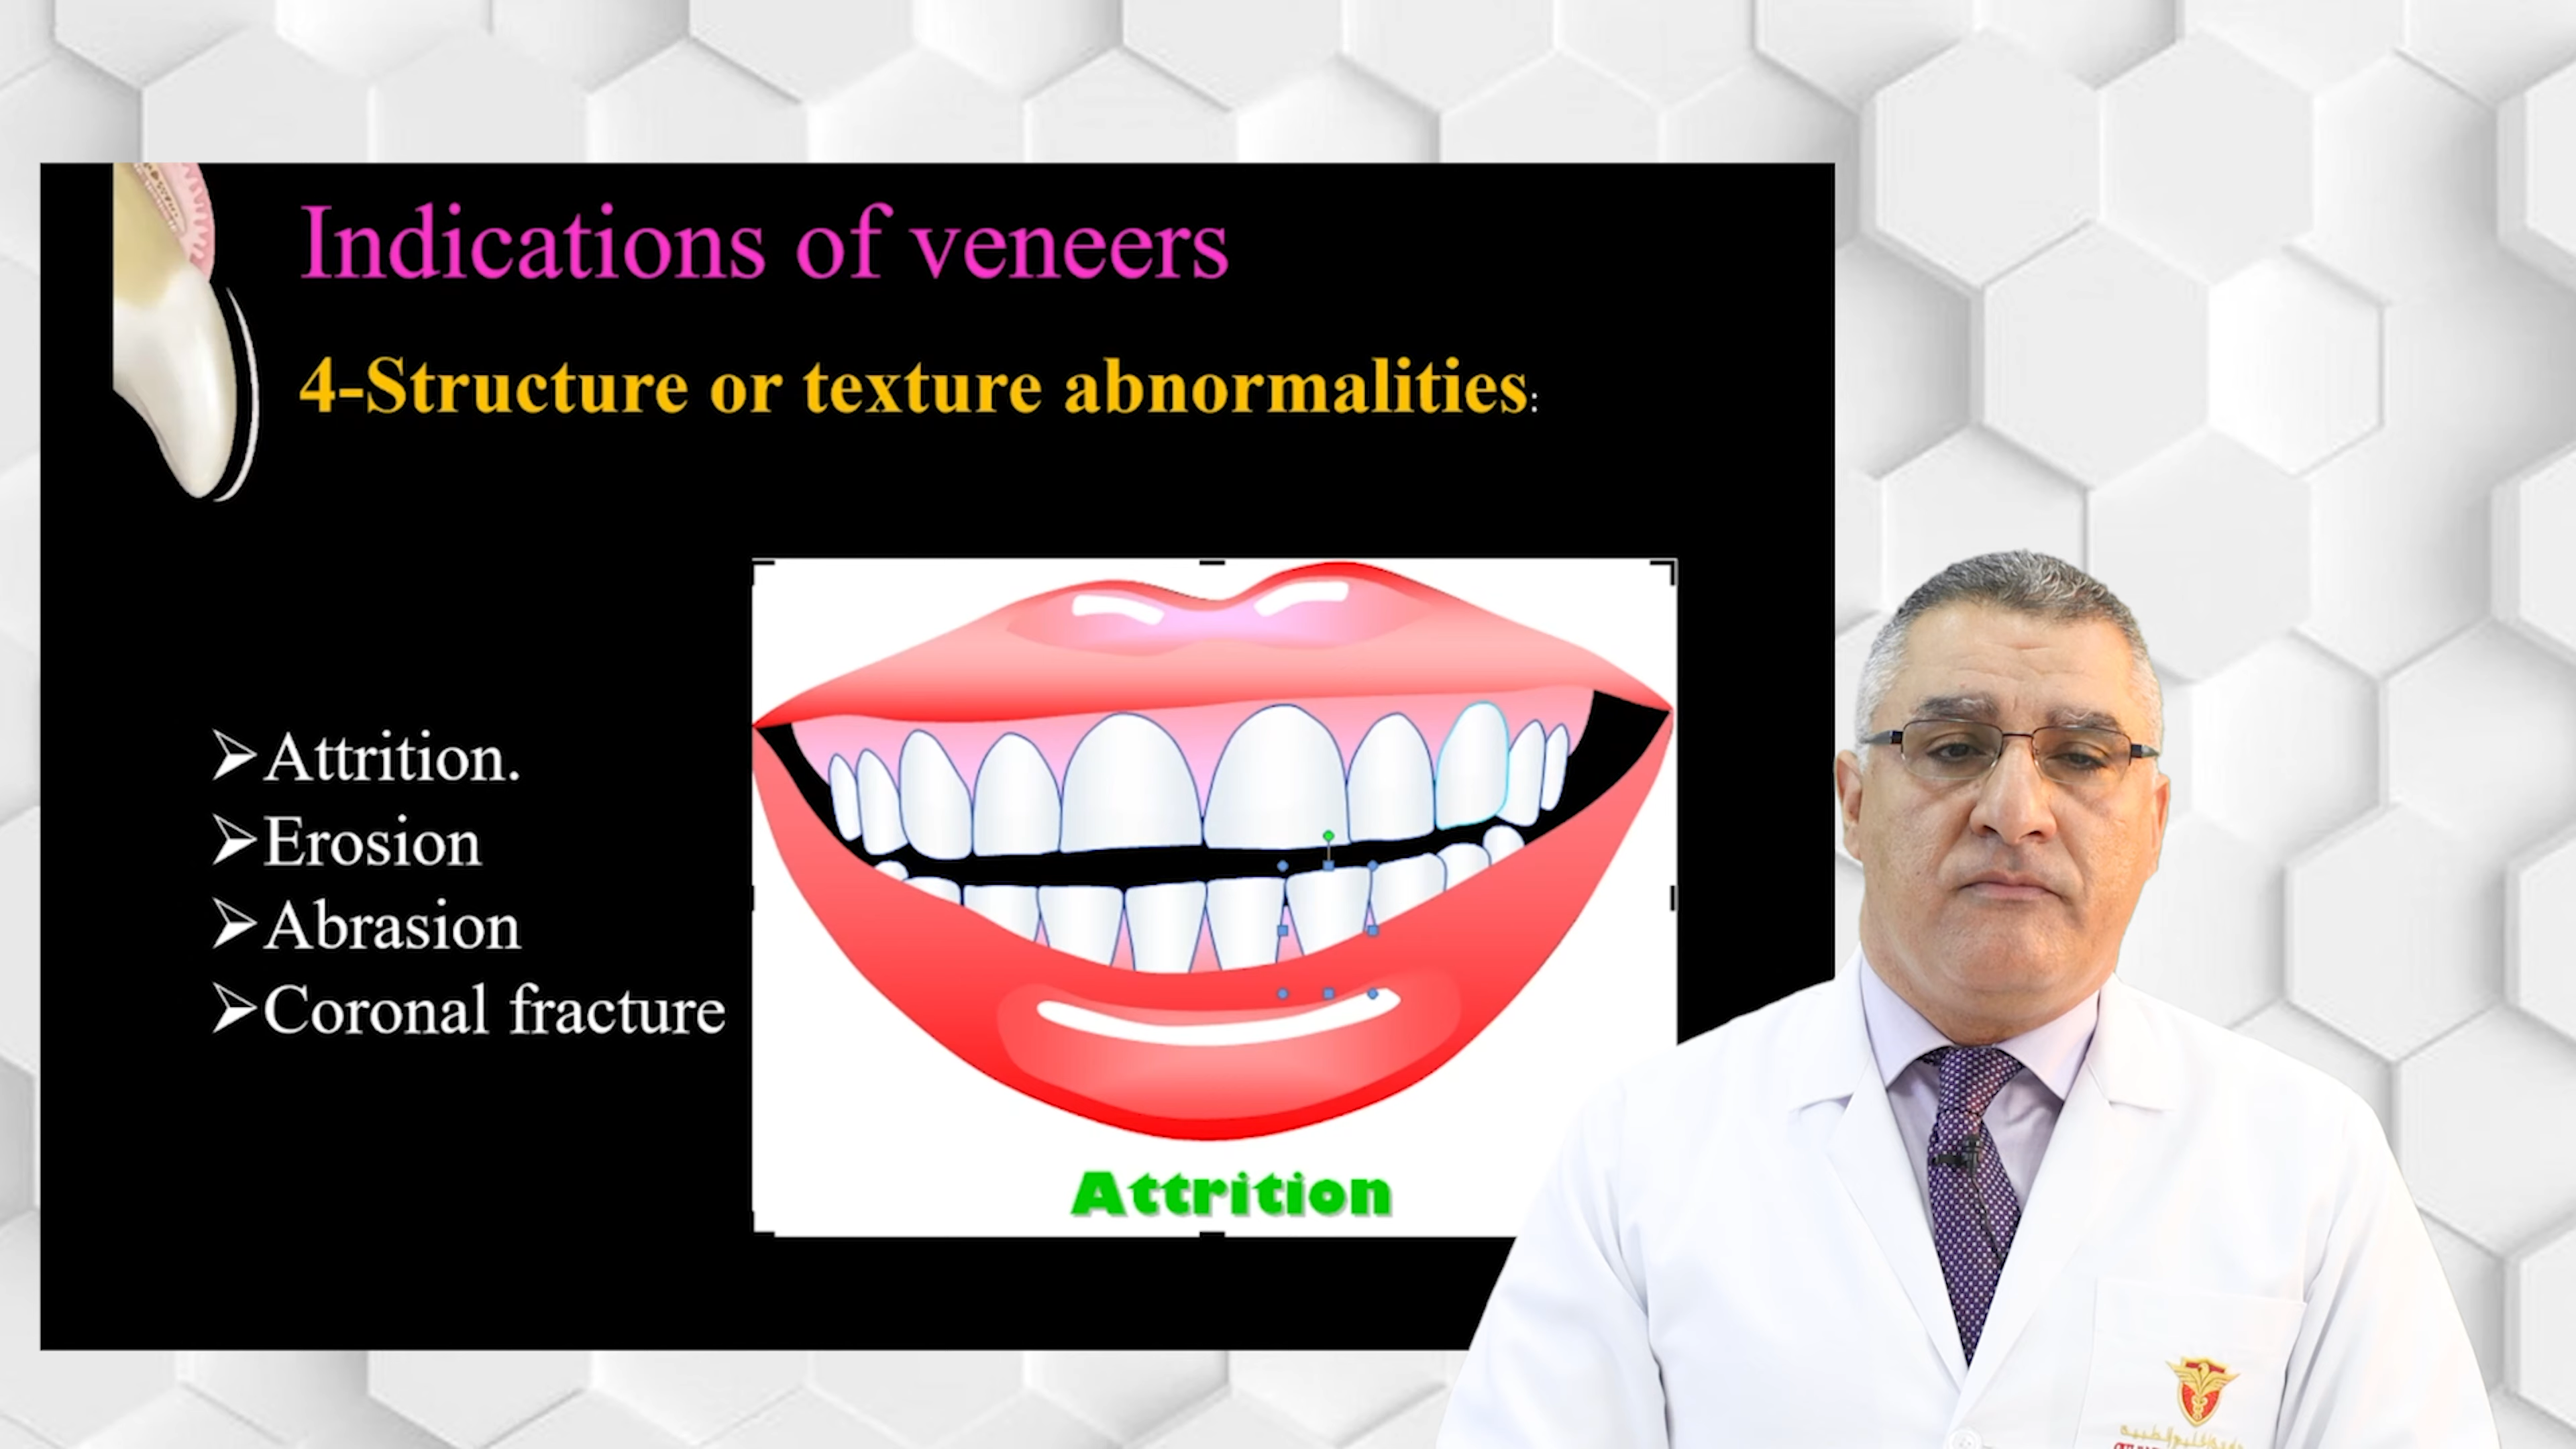 Indications of veneers
4-Structure or texture abnormalities:
➢Attrition.
➢Erosion
➢Abrasion
➢Coronal fracture
Attrition